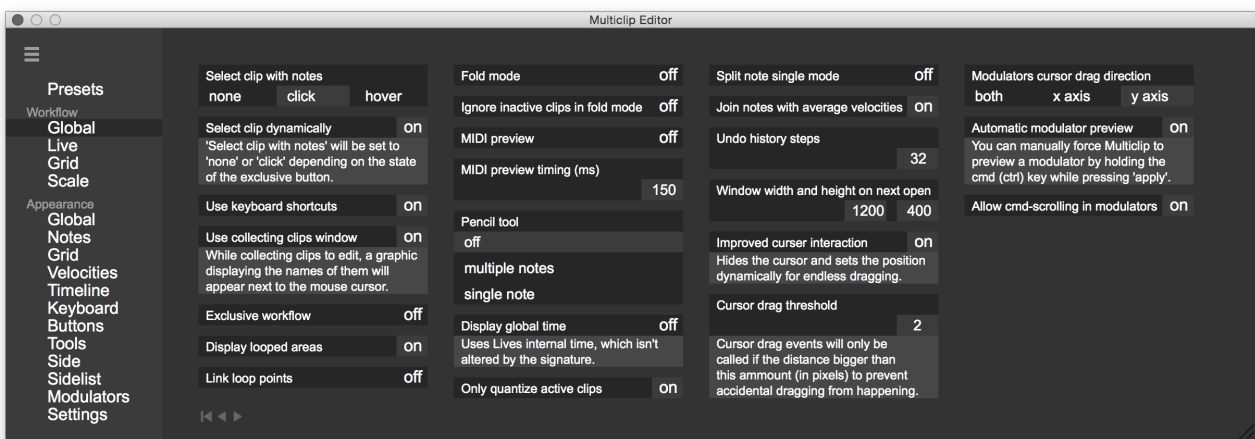 Multiclip Editor
Presets
Workflow
Global
Live
Grid
Scale
Appearance
Global
Notes
Grid
Velocities
Timeline
Keyboard
Buttons
Tools
Side
Sidelist
Modulators
Settings
Select clip with notes
none click hover
Select clip dynamically on
'Select clip with notes' will be set to
'none' or 'click' depending on the state
of the exclusive button.
Use keyboard shortcuts on
Use collecting clips window on
While collecting clips to edit, a graphic
displaying the names of them will
appear next to the mouse cursor.
Exclusive workflow off
Display looped areas on
Link loop points off
Fold mode off
Ignore inactive clips in fold mode off
MIDI preview off
MIDI preview timing (ms)
150
Pencil tool
off
multiple notes
single note
Display global time off
Uses Lives internal time, which isn't
altered by the signature.
Only quantize active clips on
Split note single mode off
Join notes with average velocities on
Undo history steps
32
Window width and height on next open
1200 400
Improved curser interaction on
Hides the cursor and sets the position
dynamically for endless dragging.
Cursor drag threshold
2
Cursor drag events will only be
called if the distance bigger than
this ammount (in pixels) to prevent
accidental dragging from happening.
Modulators cursor drag direction
both x axis y axis
Automatic modulator preview on
You can manually force Multiclip to
preview a modulator by holding the
cmd (ctrl) key while pressing 'apply'.
Allow cmd-scrolling in modulators on